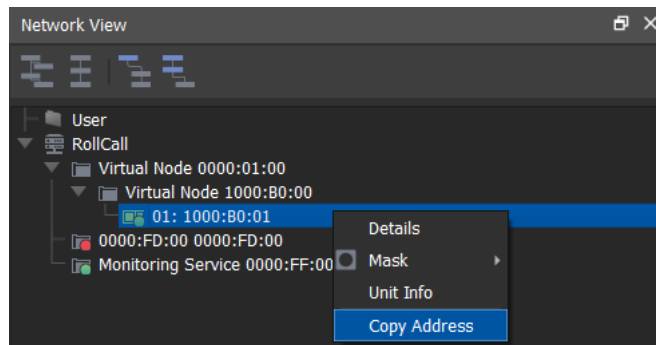 Network View
User
RollCall
Virtual Node 0000:01:00
Virtual Node 1000:B0:00
01: 1000:B0:01
0000:FD:00 0000:FD:00
Monitoring Service 0000:FF:00
Details
Mask
Unit Info
Copy Address